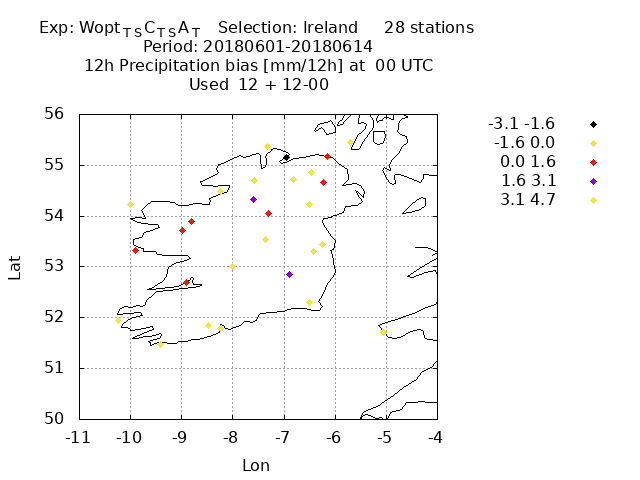 Exp: WoptTSCTSAT Selection: Ireland 28 stations
Period: 20180601-20180614
12h Precipitation bias [mm/12h] at 00 UTC
Used 12 + 12-00
-3.1 -1.6
-1.6 0.0
0.0 1.6
1.6 3.1
3.1 4.7
56
55
54
53
52
51
50
Lat
-11 -10 -9 -8 -7 -6 -5 -4
Lon